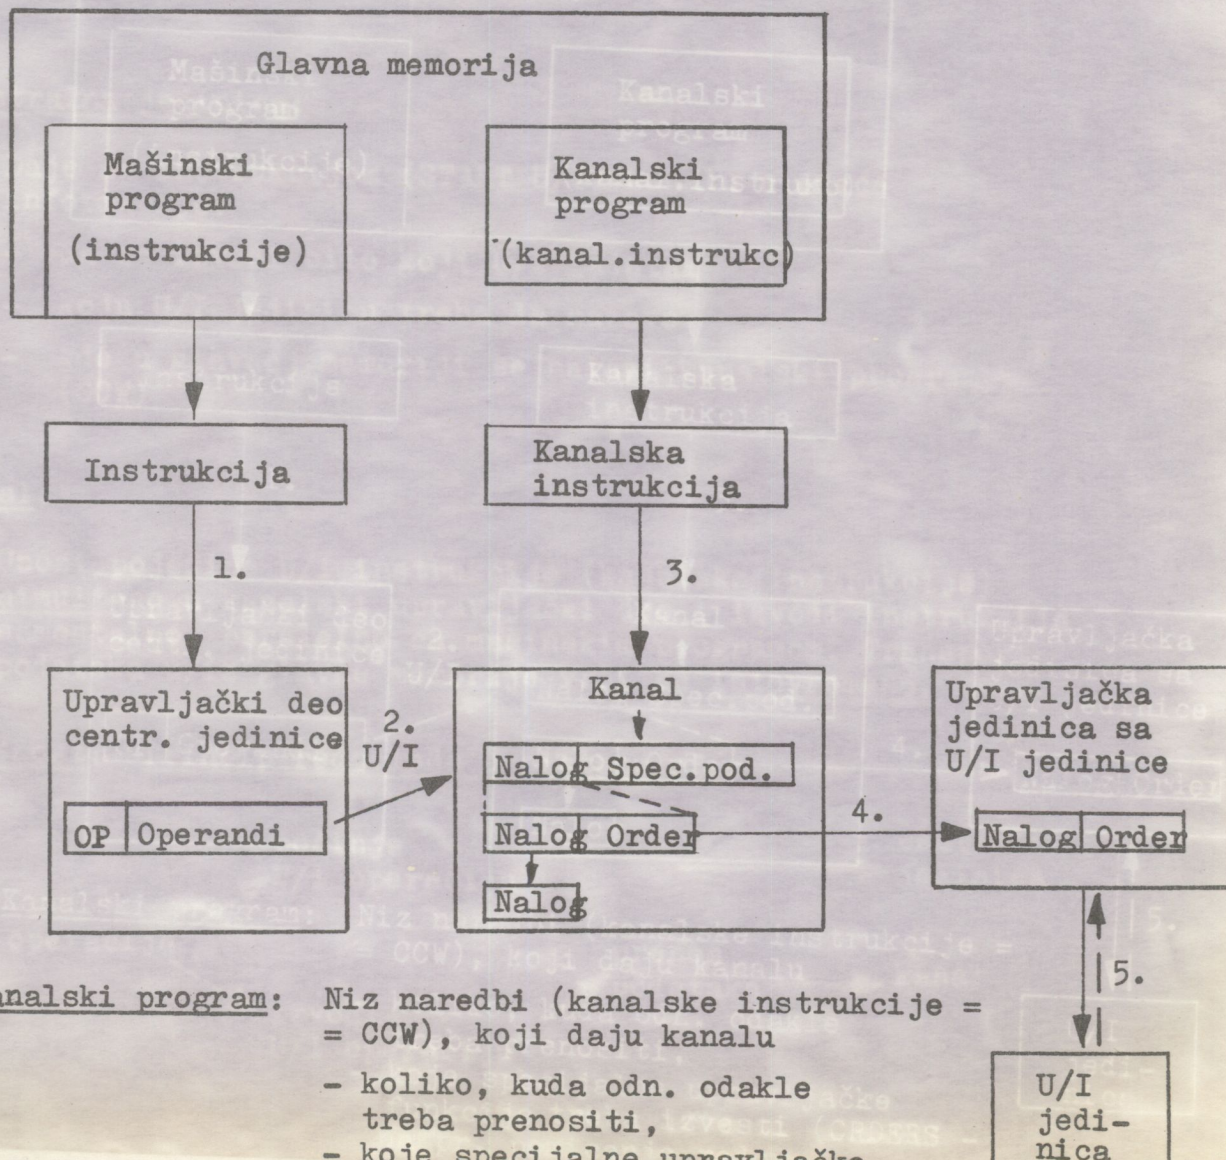 Glavna memorija
Mašinski
program
(instrukcije)
Kanalski
program
(kanal.instrukc)
Instrukcija
Kanalska
instrukcija
1.
3.
Upravljački deo
centr. jedinice
OP Operandi
2.
U/I
Kanal
Nalog Spec.pod.
Nalog Order
Nalog
4.
Upravljačka
jedinica sa
U/I jedinice
Nalog Order
5.
U/I
jedi-
nica
analski program: Niz naredbi (kanalske instrukcije =
= CCW), koji daju kanalu
- koliko, kuda odn. odakle
treba prenositi,
- koje specijalne upravljačke